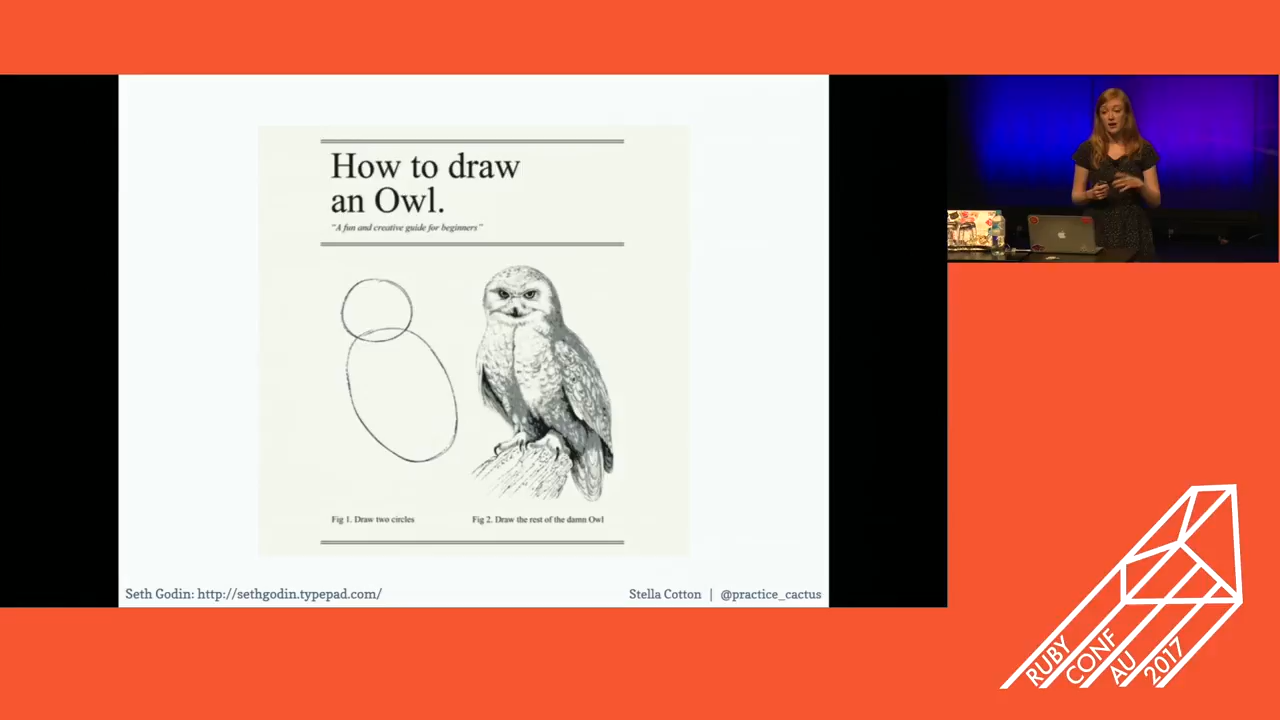 How to draw
an Owl.
"A fun and creative guide for beginners"
Fig 1. Draw two circles
Fig 2. Draw the rest of the damn Owl
Seth Godin: http://sethgodin.typepad.com/
Stella Cotton | @practice_cactus
RUBY
CONF
AU
2017